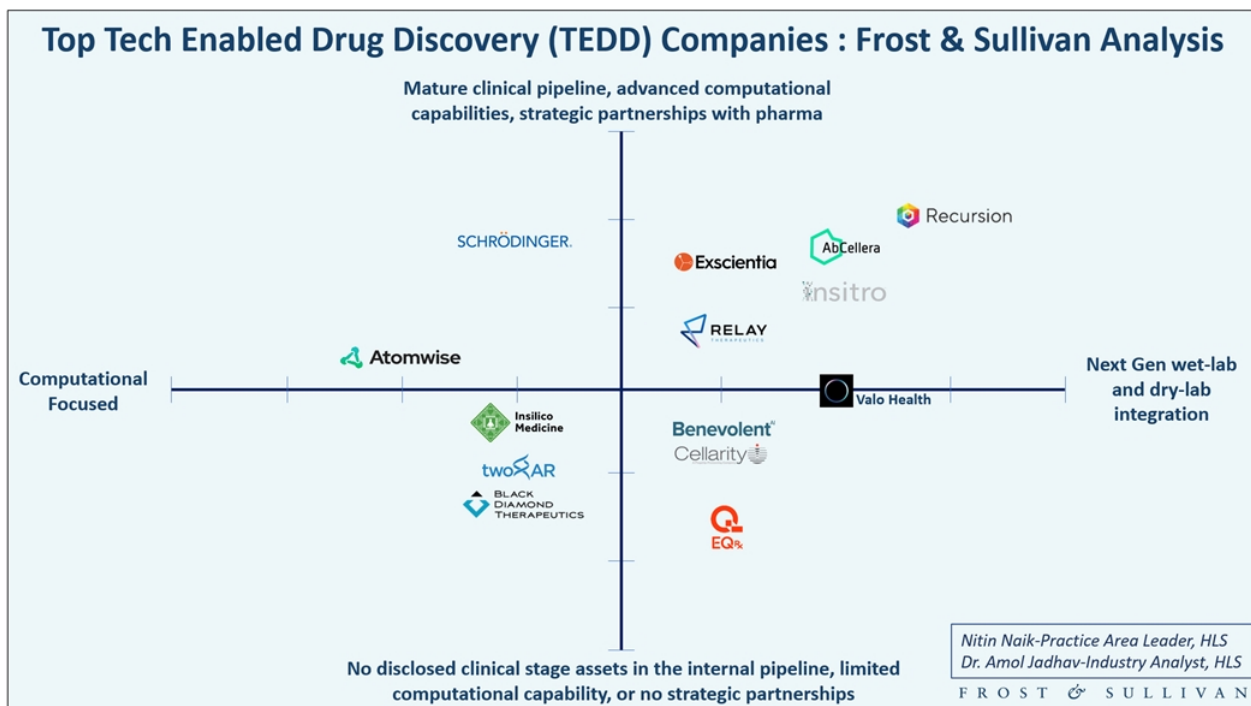 Top Tech Enabled Drug Discovery (TEDD) Companies : Frost & Sullivan Analysis
Mature clinical pipeline, advanced computational
capabilities, strategic partnerships with pharma
Recursion
SCHRÖDINGER.
AbCellera
Exscientia
insitro
RELAY
THERAPEUTICS
Atomwise
Computational
Focused
Next Gen wet-lab
and dry-lab
integration
Valo Health
Insilico
Medicine
Benevolent AI
Cellarity
twoXAR
BLACK
DIAMOND
THERAPEUTICS
EQRx
No disclosed clinical stage assets in the internal pipeline, limited
computational capability, or no strategic partnerships
Nitin Naik-Practice Area Leader, HLS
Dr. Amol Jadhav-Industry Analyst, HLS
FROST & SULLIVAN